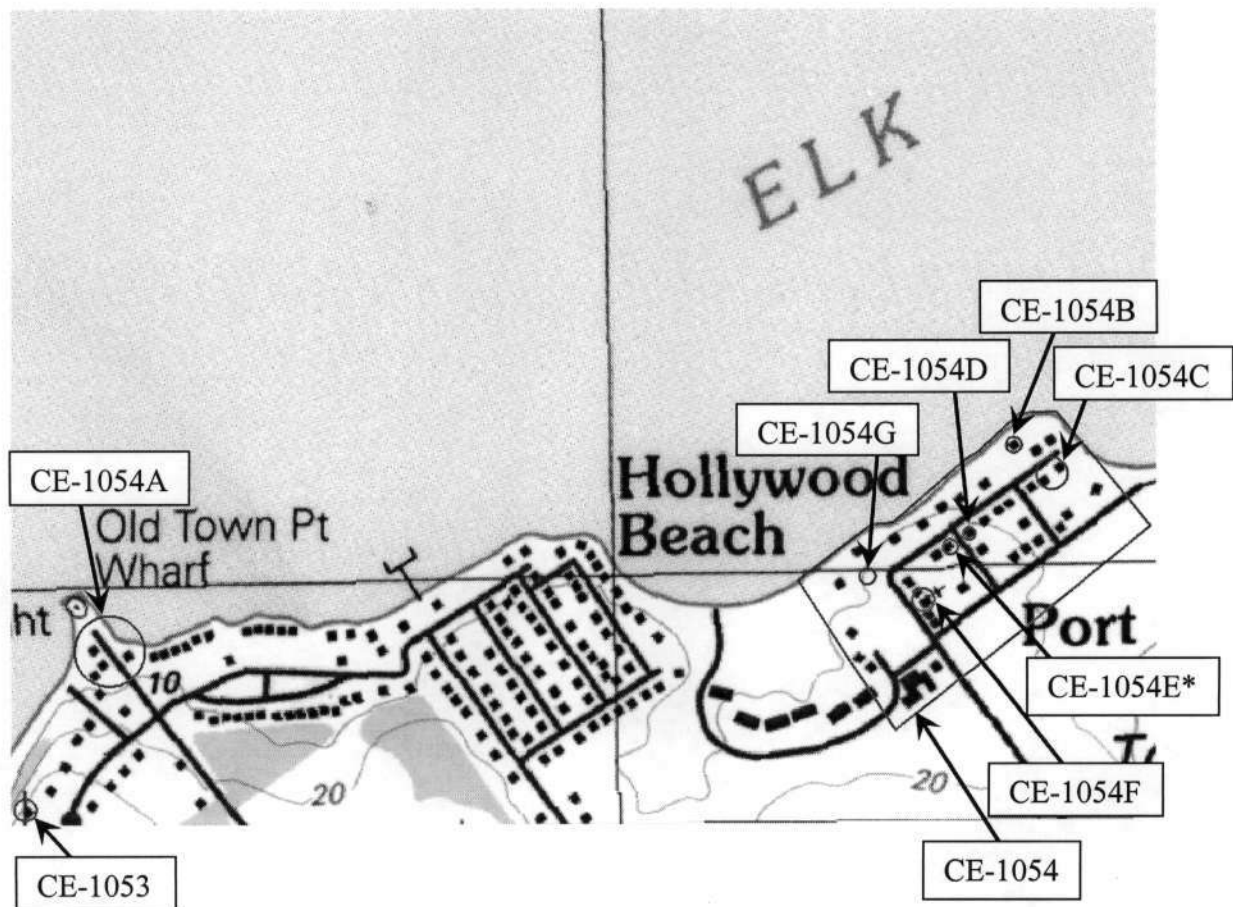 ELK
CE-1054B
CE-1054D
CE-1054C
CE-1054G
CE-1054A
Hollywood
Beach
Old Town Pt
Wharf
ht
10
Port
CE-1054E*
20
20
CE-1054F
CE-1054
CE-1053